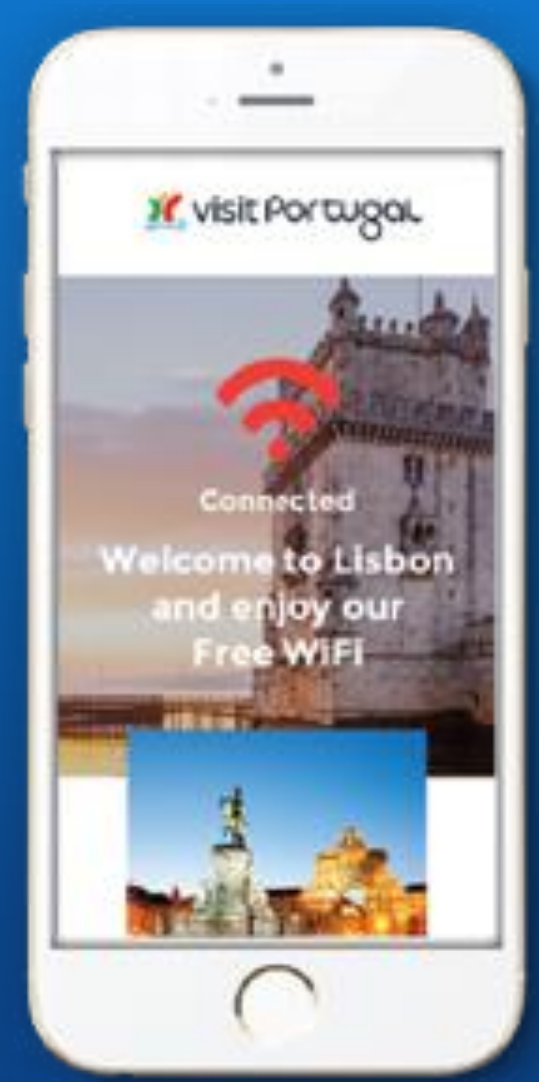 visit Portugal
Connected
Welcome to Lisbon
and enjoy our
Free WiFi